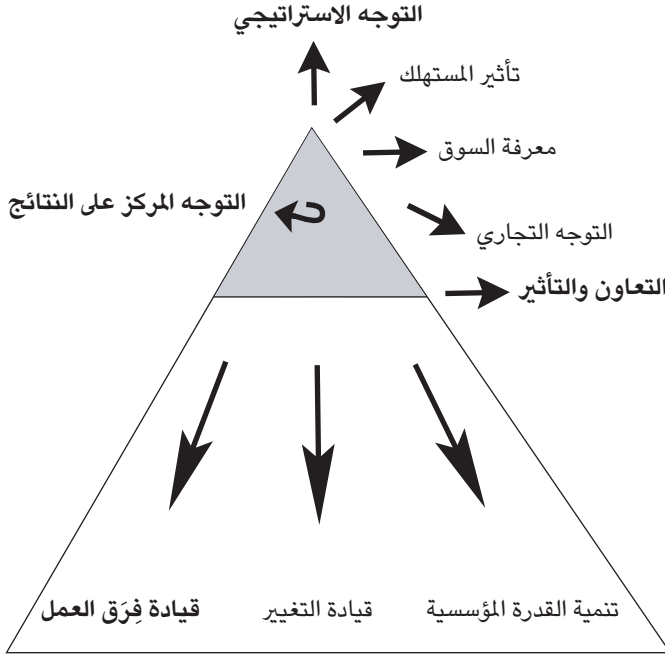 التوجه الاستراتيجي
تأثير المستهلك
معرفة السوق
التوجه المركز على النتائج
التوجه التجاري
التعاون والتأثير
تنمية القدرة المؤسسية
قيادة التغيير
قيادة فِرَق العمل